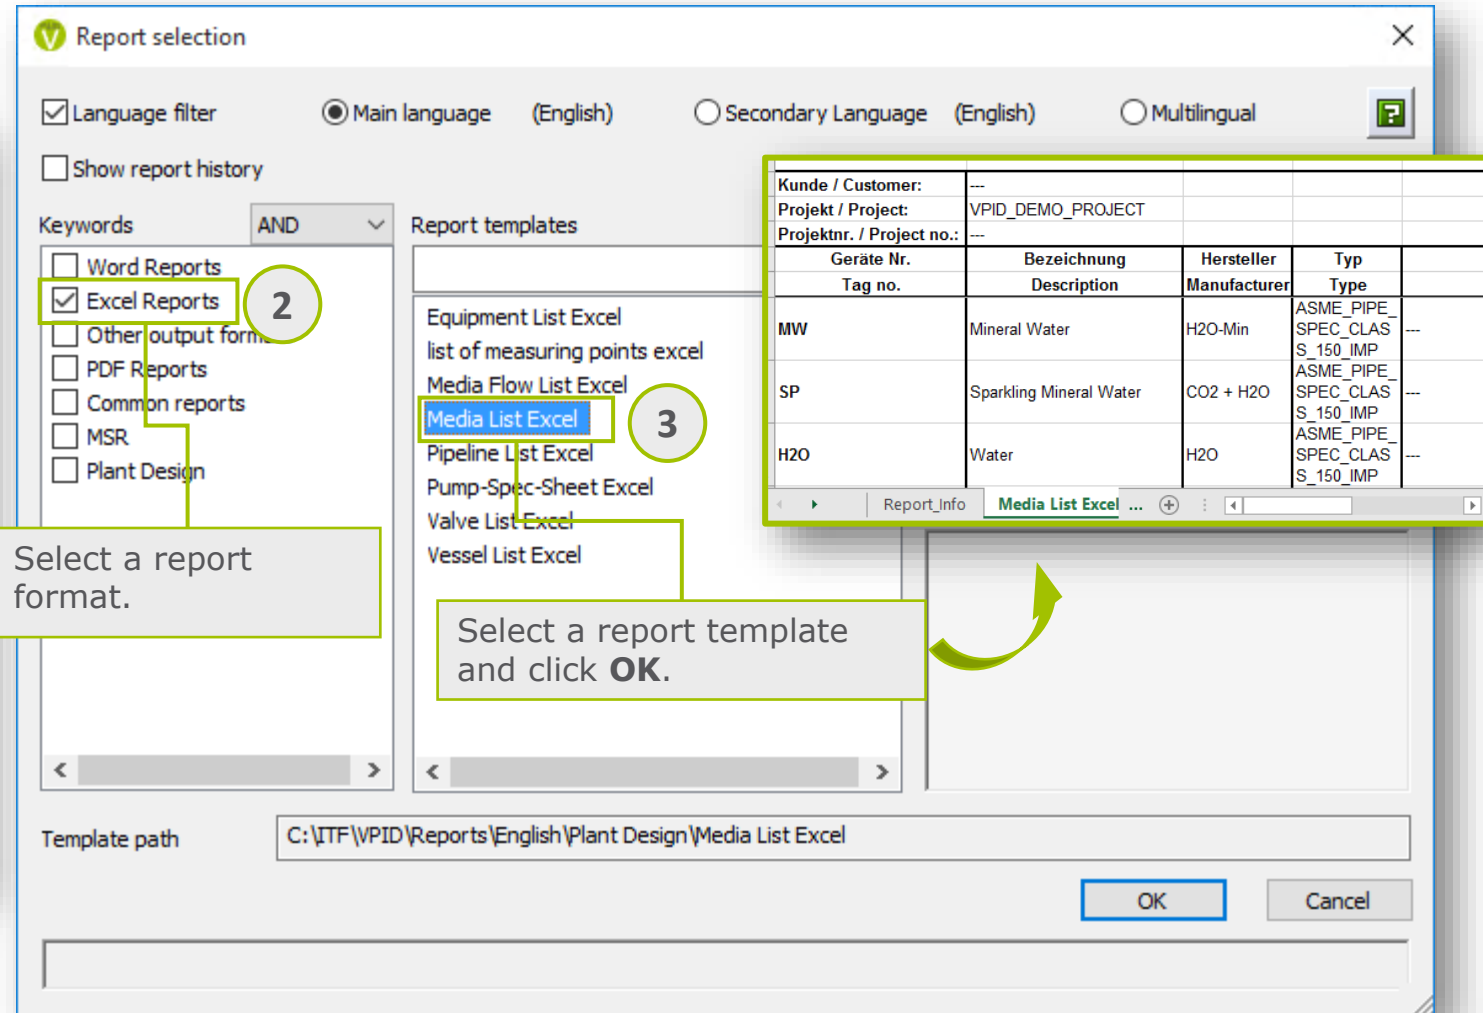 Report selection
Language filter
Main language (English)
Secondary Language (English)
Multilingual
Show report history
Keywords
AND
Report templates
Word Reports
Excel Reports
2
PDF Reports
Common reports
MSR
Plant Design
Select a report
format.
Equipment List Excel
list of measuring points excel
Media Flow List Excel
Media List Excel
3
Pipeline List Excel
Pump-Spec-Sheet Excel
Valve List Excel
Vessel List Excel
Select a report template
and click OK.
Kunde / Customer: ---
Projekt / Project: VPID_DEMO_PROJECT
Projektnr. / Project no.: ---
Geräte Nr. Bezeichnung Hersteller Typ
Tag no. Description Manufacturer Type
MW Mineral Water H2O-Min ASME_PIPE_
SPEC_CLAS
S_150_IMP ---
SP Sparkling Mineral Water CO2 + H2O ASME_PIPE_
SPEC_CLAS
S_150_IMP ---
H2O Water H2O ASME_PIPE_
SPEC_CLAS
S_150_IMP ---
Report_Info Media List Excel ...
Template path
C:\ITF\VPID\Reports\English\Plant Design\Media List Excel
OK
Cancel